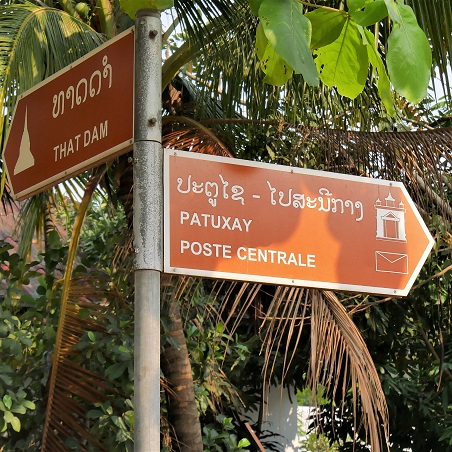 ທາດດຳ
THAT DAM
ປະຕູໄຊ - ໄປສະນີກາງ
PATUXAY
POSTE CENTRALE